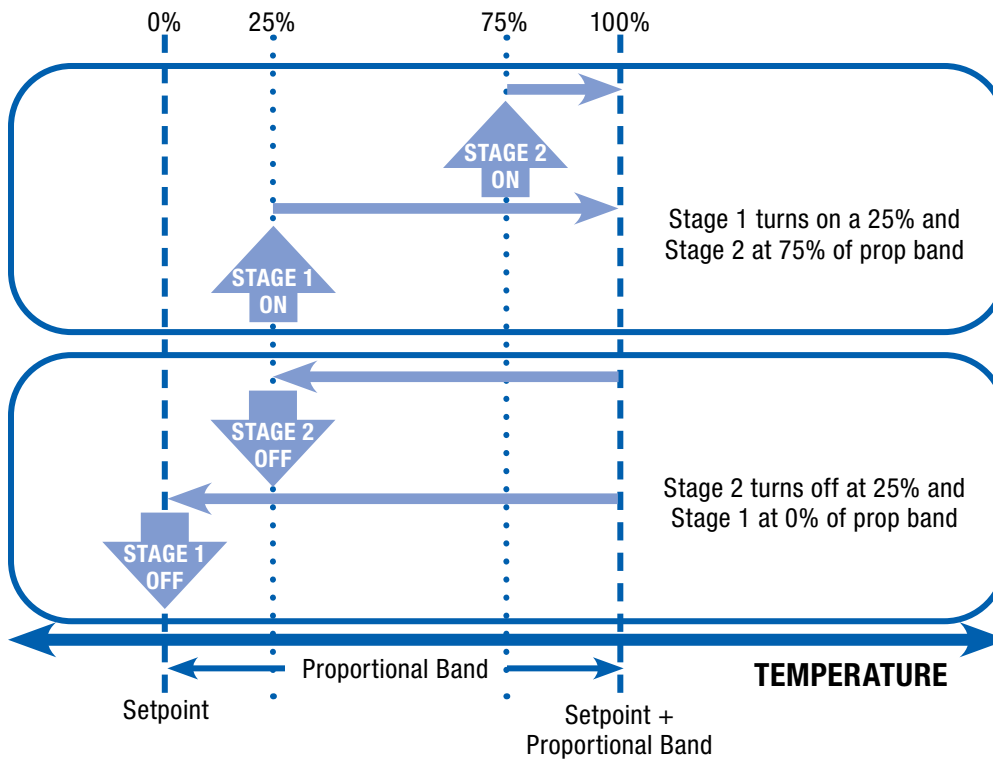 0%
25%
75%
100%
STAGE 2
ON
Stage 1 turns on a 25% and
Stage 2 at 75% of prop band
STAGE 1
ON
STAGE 2
OFF
Stage 2 turns off at 25% and
Stage 1 at 0% of prop band
STAGE 1
OFF
Proportional Band
TEMPERATURE
Setpoint
Setpoint +
Proportional Band